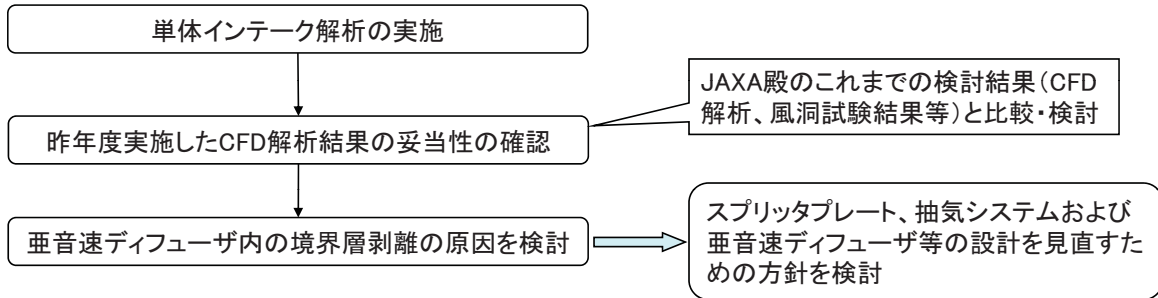 単体インテーク解析の実施
JAXA殿のこれまでの検討結果(CFD
解析、風洞試験結果等)と比較・検討
昨年度実施したCFD解析結果の妥当性の確認
亜音速ディフューザ内の境界層剥離の原因を検討
スプリッタプレート、抽気システムおよび
亜音速ディフューザ等の設計を見直すた
めの方針を検討